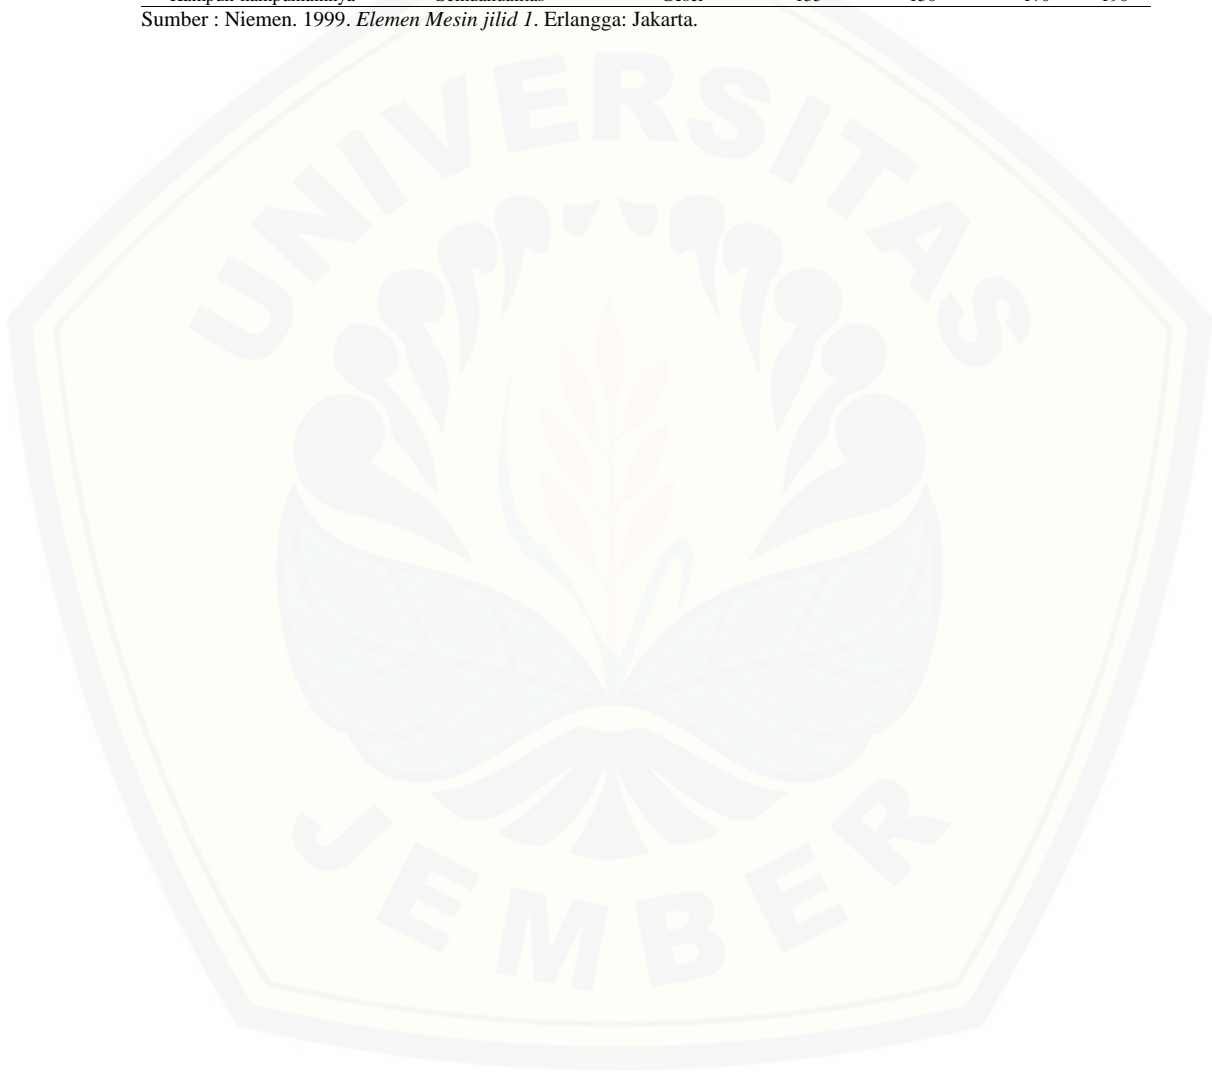 Sumber : Niemen. 1999. Elemen Mesin jilid 1. Erlangga: Jakarta.
UNIVERSITAS
JEMBER